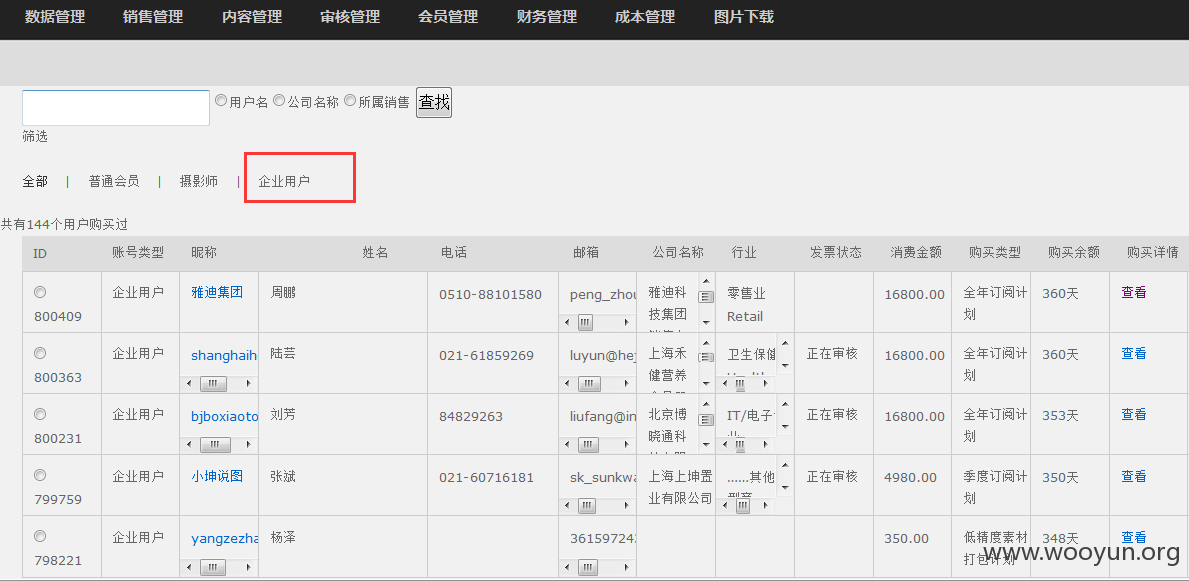 数据管理 销售管理 内容管理 审核管理 会员管理 财务管理 成本管理 图片下载
用户名 公司名称 所属销售 查找
筛选
全部 | 普通会员 | 摄影师 | 企业用户
共有144个用户购买过
ID 账号类型 昵称 姓名 电话 邮箱 公司名称 行业 发票状态 消费金额 购买类型 购买余额 购买详情
800409 企业用户 雅迪集团 周鹏 0510-88101580 peng_zhou 雅迪科技集团 零售业 Retail 16800.00 全年订阅计划 360天 查看
800363 企业用户 shanghaih 陆芸 021-61859269 luyun@he 上海禾健营养 卫生保健 正在审核 16800.00 全年订阅计划 360天 查看
800231 企业用户 bjboxiaoto 刘芳 84829263 liufang@in 北京博晓通科 IT/电子 正在审核 16800.00 全年订阅计划 353天 查看
799759 企业用户 小坤说图 张斌 021-60716181 sk_sunkwa 上海上坤置业有限公司 ......其他 正在审核 4980.00 季度订阅计划 350天 查看
798221 企业用户 yangzezha 杨泽 36159724 350.00 低精度素材打包计划 348天 查看
www.wooyun.org